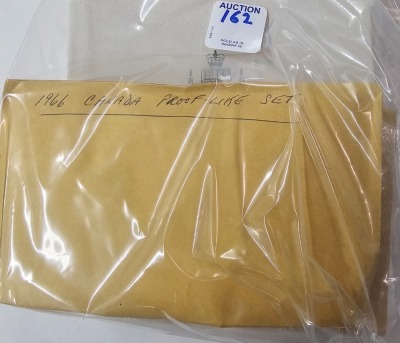 AUCTION
162
1966 CANADA PROOF LIKE SET